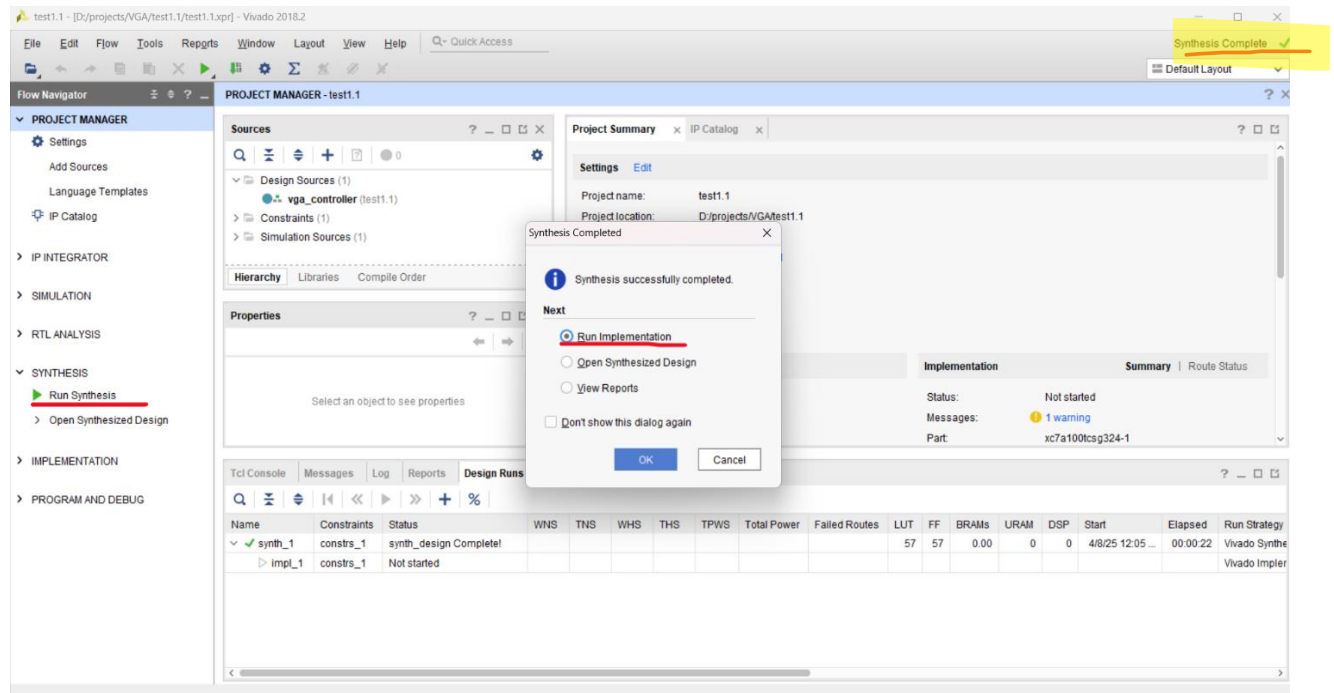 test1.1 - [D:/projects/VGA/test1.1/test1.1.xpr] - Vivado 2018.2
File Edit Flow Tools Reports Window Layout View Help Q- Quick Access
Synthesis Complete
Default Layout
Flow Navigator
PROJECT MANAGER
Settings
Add Sources
Language Templates
IP Catalog
IP INTEGRATOR
SIMULATION
RTL ANALYSIS
SYNTHESIS
Run Synthesis
Open Synthesized Design
IMPLEMENTATION
PROGRAM AND DEBUG
PROJECT MANAGER - test1.1
Sources
0
Design Sources (1)
vga_controller (test1.1)
Constraints (1)
Simulation Sources (1)
Hierarchy Libraries Compile Order
Properties
Select an object to see properties
Project Summary IP Catalog
Settings Edit
Project name: test1.1
Project location: D:/projects/VGA/test1.1
Implementation Summary | Route Status
Status: Not started
Messages: 1 warning
Part: xc7a100tcsg324-1
Synthesis Completed
Synthesis successfully completed.
Next
Run Implementation
Open Synthesized Design
View Reports
Don't show this dialog again
OK Cancel
Tcl Console Messages Log Reports Design Runs
Name Constraints Status WNS TNS WHS THS TPWS Total Power Failed Routes LUT FF BRAMs URAM DSP Start Elapsed Run Strategy
synth_1 constrs_1 synth_design Complete! 57 57 0.00 0 0 4/8/25 12:05 ... 00:00:22 Vivado Synthe
impl_1 constrs_1 Not started Vivado Impler